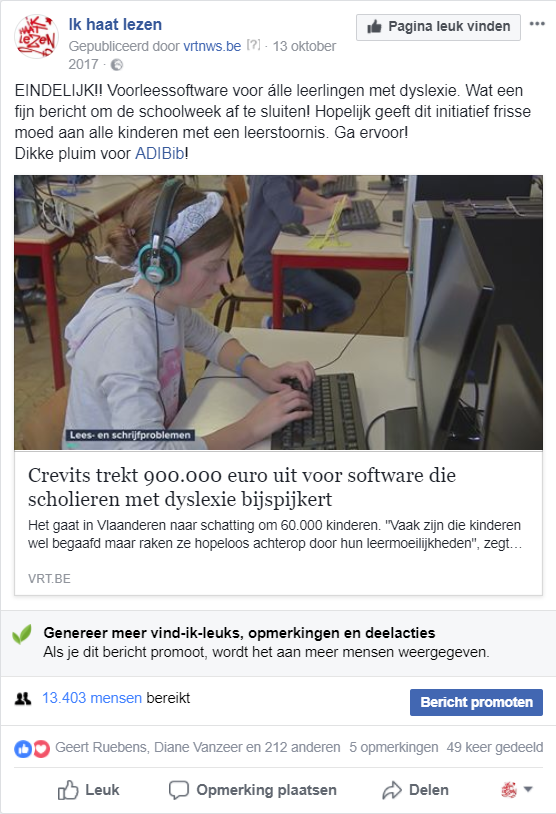 Ik haat lezen
Pagina leuk vinden
Gepubliceerd door vrtnws.be [?] · 13 oktober
2017 ·
EINDELIJK!! Voorleessoftware voor álle leerlingen met dyslexie. Wat een
fijn bericht om de schoolweek af te sluiten! Hopelijk geeft dit initiatief frisse
moed aan alle kinderen met een leerstoornis. Ga ervoor!
Dikke pluim voor ADIBib!
Lees- en schrijfproblemen
Crevits trekt 900.000 euro uit voor software die
scholieren met dyslexie bijspijkert
Het gaat in Vlaanderen naar schatting om 60.000 kinderen. "Vaak zijn die kinderen
wel begaafd maar raken ze hopeloos achterop door hun leermoeilijkheden", zegt…
VRT.BE
Genereer meer vind-ik-leuks, opmerkingen en deelacties
Als je dit bericht promoot, wordt het aan meer mensen weergegeven.
13.403 mensen bereikt
Bericht promoten
Geert Ruebens, Diane Vanzeer en 212 anderen 5 opmerkingen 49 keer gedeeld
Leuk Opmerking plaatsen Delen